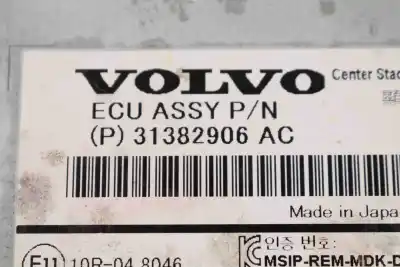 VOLVO Center Stac
ECU ASSY P/N
(P) 31382906 AC
Made in Japa
E11 10R-04 8046 인증 번호:
MSIP-REM-MDK-D